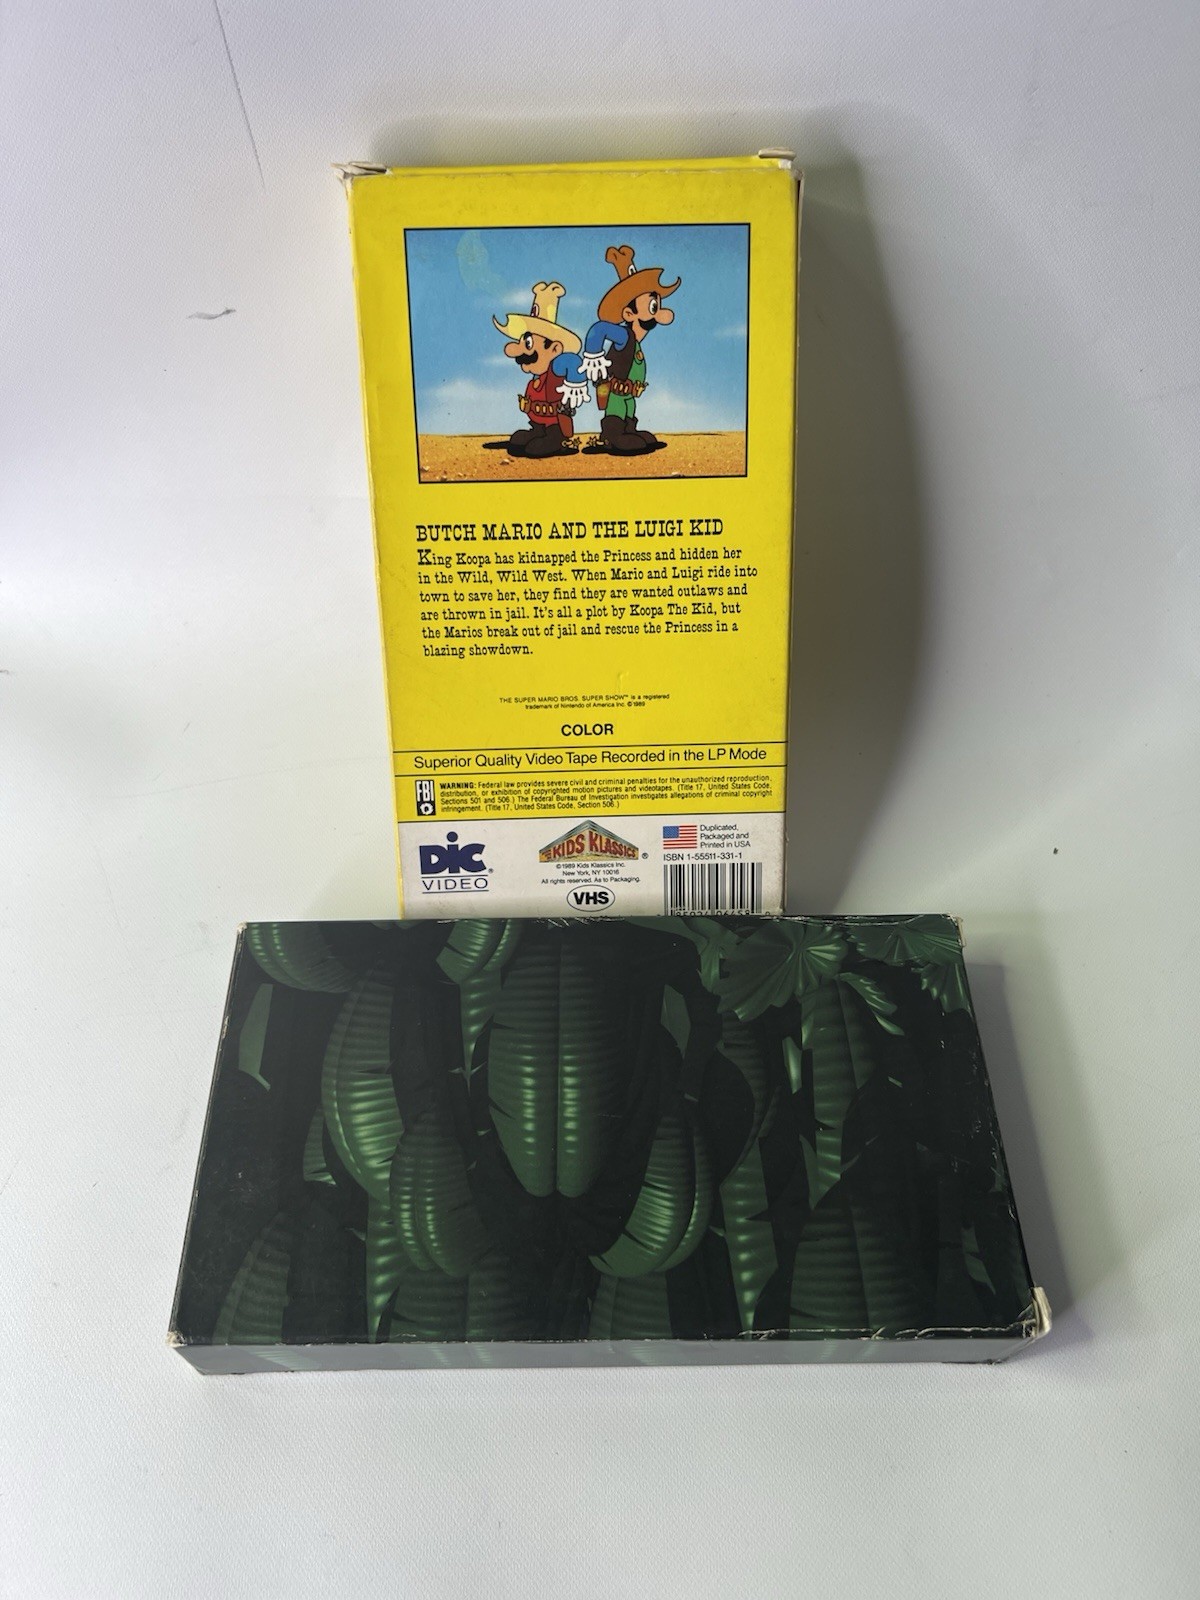 BUTCH MARIO AND THE LUIGI KID
King Koopa has kidnapped the Princess and hidden her
in the Wild, Wild West. When Mario and Luigi ride into
town to save her, they find they are wanted outlaws and
are thrown in jail. It's all a plot by Koopa The Kid, but
the Marios break out of jail and rescue the Princess in a
blazing showdown.
THE SUPER MARIO BROS. SUPER SHOW™ is a registered
trademark of Nintendo of America Inc. ©1989
COLOR
Superior Quality Video Tape Recorded in the LP Mode
FBI
WARNING: Federal law provides severe civil and criminal penalties for the unauthorized reproduction,
distribution, or exhibition of copyrighted motion pictures and videotapes. (Title 17, United States Code,
Sections 501 and 506.) The Federal Bureau of Investigation investigates allegations of criminal copyright
infringement. (Title 17, United States Code, Section 506.)
DIC
VIDEO
KIDS KLASSICS ®
©1989 Kids Klassics Inc.
New York, NY 10016
All rights reserved. As to Packaging.
VHS
Duplicated,
Packaged and
Printed in USA
ISBN 1-55511-331-1